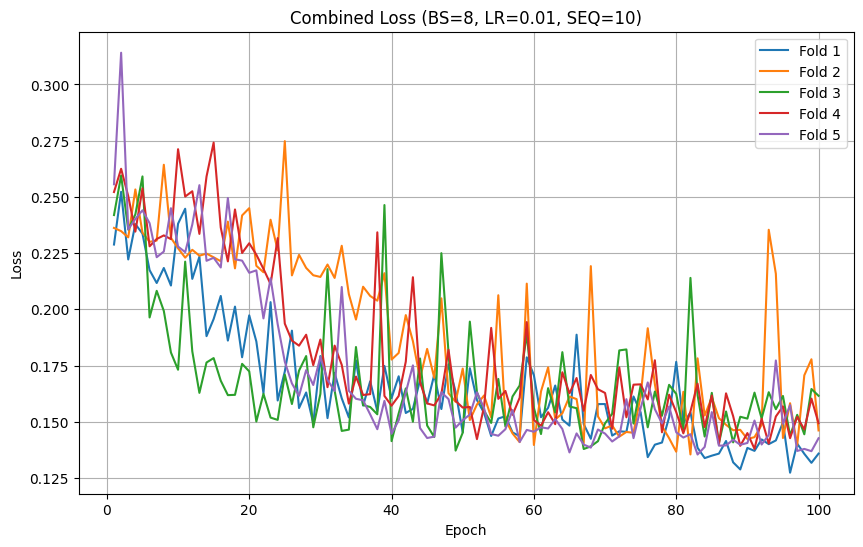 Combined Loss (BS=8, LR=0.01, SEQ=10)
Fold 1
Fold 2
Fold 3
Fold 4
Fold 5
Loss
0.300
0.275
0.250
0.225
0.200
0.175
0.150
0.125
0
20
40
60
80
100
Epoch